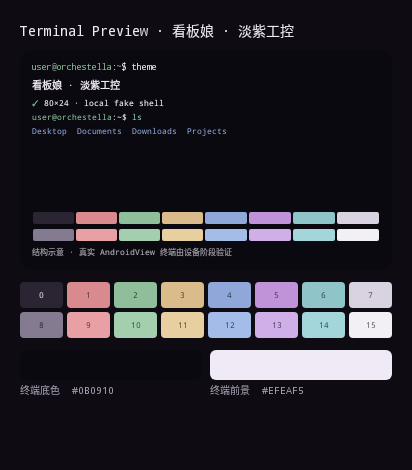 Terminal Preview · 看板娘 · 淡紫工控
user@orchestella:~$ theme
看板娘 · 淡紫工控
✓ 80×24 · local fake shell
user@orchestella:~$ ls
Desktop  Documents  Downloads  Projects
结构示意 · 真实 AndroidView 终端由设备阶段验证
0 1 2 3 4 5 6 7
8 9 10 11 12 13 14 15
终端底色 #0B0910 终端前景 #EFEAF5